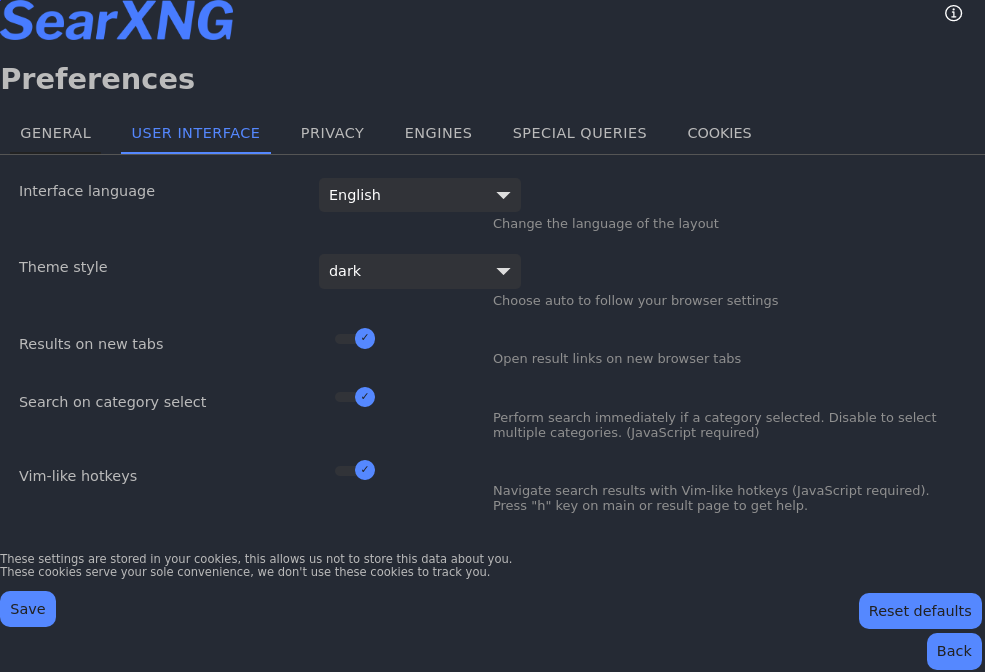 SearXNG
Preferences
GENERAL USER INTERFACE PRIVACY ENGINES SPECIAL QUERIES COOKIES
Interface language
English
Change the language of the layout
Theme style
dark
Choose auto to follow your browser settings
Results on new tabs
Open result links on new browser tabs
Search on category select
Perform search immediately if a category selected. Disable to select
multiple categories. (JavaScript required)
Vim-like hotkeys
Navigate search results with Vim-like hotkeys (JavaScript required).
Press "h" key on main or result page to get help.
These settings are stored in your cookies, this allows us not to store this data about you.
These cookies serve your sole convenience, we don't use these cookies to track you.
Save
Reset defaults
Back